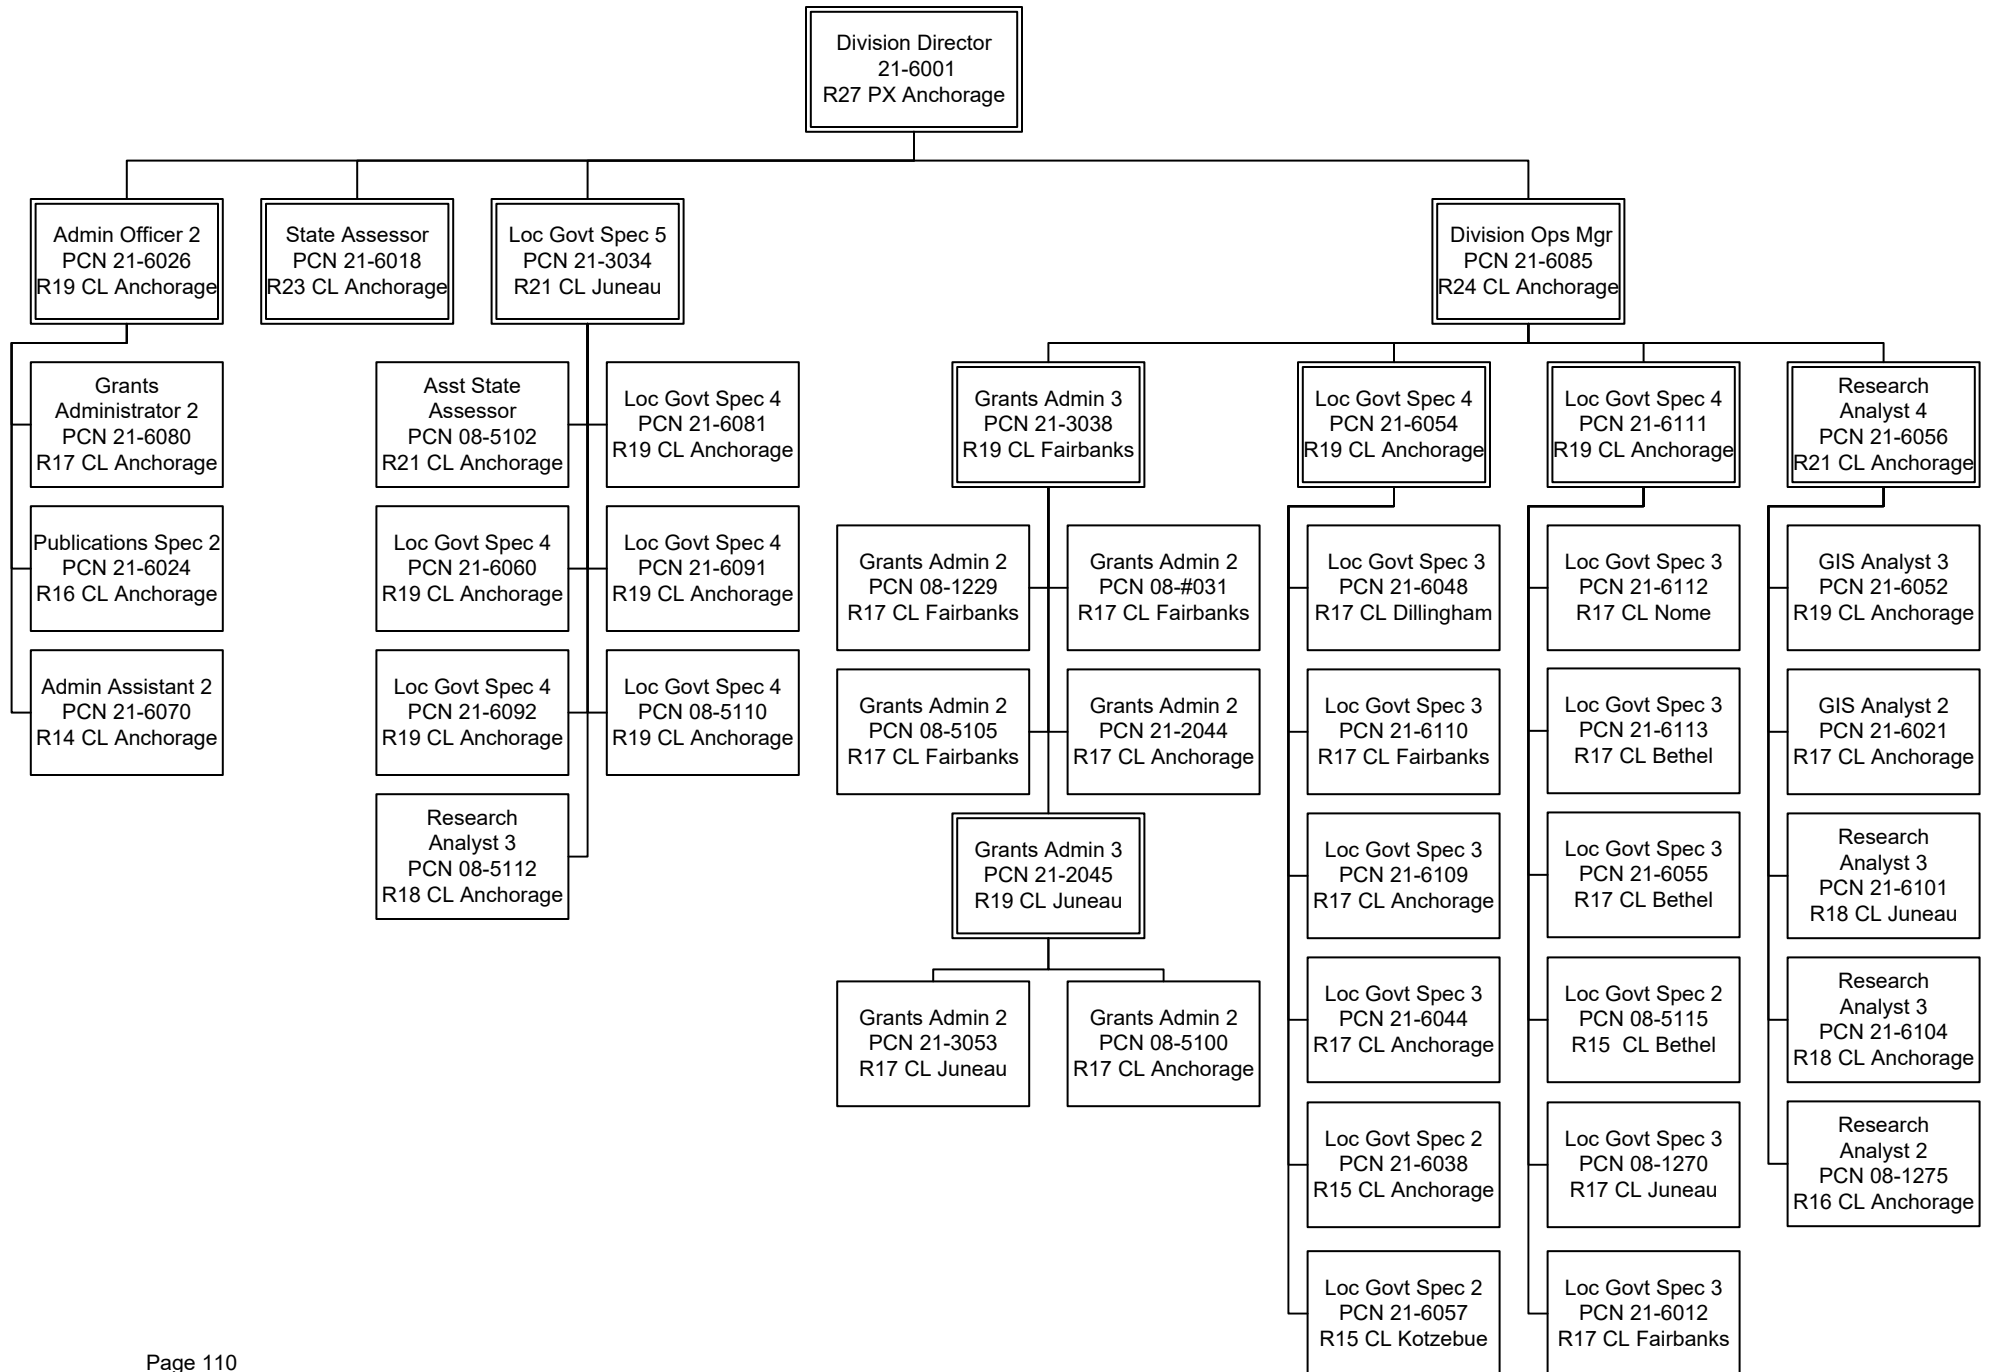 Division Director
21-6001
R27 PX Anchorage
Admin Officer 2
PCN 21-6026
R19 CL Anchorage
State Assessor
PCN 21-6018
R23 CL Anchorage
Loc Govt Spec 5
PCN 21-3034
R21 CL Juneau
Division Ops Mgr
PCN 21-6085
R24 CL Anchorage
Grants
Administrator 2
PCN 21-6080
R17 CL Anchorage
Publications Spec 2
PCN 21-6024
R16 CL Anchorage
Admin Assistant 2
PCN 21-6070
R14 CL Anchorage
Asst State
Assessor
PCN 08-5102
R21 CL Anchorage
Loc Govt Spec 4
PCN 21-6081
R19 CL Anchorage
Loc Govt Spec 4
PCN 21-6060
R19 CL Anchorage
Loc Govt Spec 4
PCN 21-6091
R19 CL Anchorage
Loc Govt Spec 4
PCN 21-6092
R19 CL Anchorage
Loc Govt Spec 4
PCN 08-5110
R19 CL Anchorage
Research
Analyst 3
PCN 08-5112
R18 CL Anchorage
Grants Admin 3
PCN 21-3038
R19 CL Fairbanks
Grants Admin 2
PCN 08-1229
R17 CL Fairbanks
Grants Admin 2
PCN 08-#031
R17 CL Fairbanks
Grants Admin 2
PCN 08-5105
R17 CL Fairbanks
Grants Admin 2
PCN 21-2044
R17 CL Anchorage
Grants Admin 3
PCN 21-2045
R19 CL Juneau
Grants Admin 2
PCN 21-3053
R17 CL Juneau
Grants Admin 2
PCN 08-5100
R17 CL Anchorage
Loc Govt Spec 4
PCN 21-6054
R19 CL Anchorage
Loc Govt Spec 3
PCN 21-6048
R17 CL Dillingham
Loc Govt Spec 3
PCN 21-6110
R17 CL Fairbanks
Loc Govt Spec 3
PCN 21-6109
R17 CL Anchorage
Loc Govt Spec 3
PCN 21-6044
R17 CL Anchorage
Loc Govt Spec 2
PCN 21-6038
R15 CL Anchorage
Loc Govt Spec 2
PCN 21-6057
R15 CL Kotzebue
Loc Govt Spec 4
PCN 21-6111
R19 CL Anchorage
Loc Govt Spec 3
PCN 21-6112
R17 CL Nome
Loc Govt Spec 3
PCN 21-6113
R17 CL Bethel
Loc Govt Spec 3
PCN 21-6055
R17 CL Bethel
Loc Govt Spec 2
PCN 08-5115
R15 CL Bethel
Loc Govt Spec 3
PCN 08-1270
R17 CL Juneau
Loc Govt Spec 3
PCN 21-6012
R17 CL Fairbanks
Research
Analyst 4
PCN 21-6056
R21 CL Anchorage
GIS Analyst 3
PCN 21-6052
R19 CL Anchorage
GIS Analyst 2
PCN 21-6021
R17 CL Anchorage
Research
Analyst 3
PCN 21-6101
R18 CL Juneau
Research
Analyst 3
PCN 21-6104
R18 CL Anchorage
Research
Analyst 2
PCN 08-1275
R16 CL Anchorage
Page 110